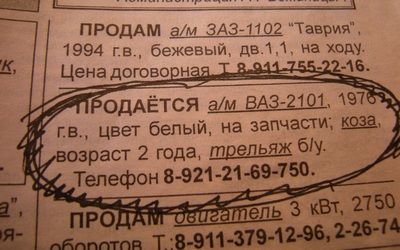 ПРОДАМ а/м ЗАЗ-1102 "Таврия",
1994 г.в., бежевый, дв.1,1, на ходу.
Цена договорная Т.8-911-755-22-16.
ПРОДАЁТСЯ а/м ВАЗ-2101, 1976
г.в., цвет белый, на запчасти; коза,
возраст 2 года, трельяж б/у.
Телефон 8-921-21-69-750.
ПРОДАМ двигатель 3 кВт, 2750
оборотов Т.:8-911-379-12-96, 2-26-74